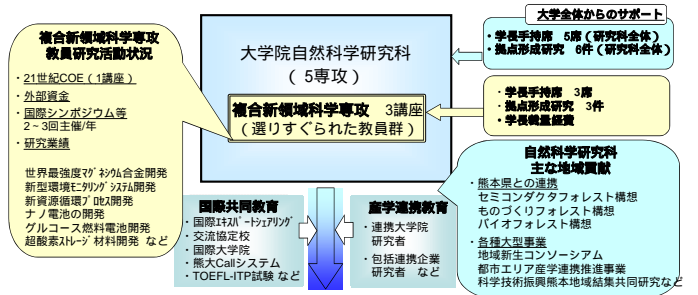 複合新領域科学専攻
教員研究活動状況
・21世紀COE（1講座）
・外部資金
・国際シンポジウム等
2～3回主催/年
・研究業績
世界最強度マグネシウム合金開発
新型環境モニタリングシステム開発
新資源循環プロセス開発
ナノ電池の開発
グルコース燃料電池開発
超酸素ストレージ材料開発 など
大学院自然科学研究科
（5専攻）
複合新領域科学専攻 3講座
（選りすぐられた教員群）
大学全体からのサポート
・学長手持席 5席（研究科全体）
・拠点形成研究 6件（研究科全体）
・学長手持席 3席
・拠点形成研究 3件
・学長裁量経費
国際共同教育
・国際エキスパートシェアリング
・交流協定校
・国際大学院
・熊大Callシステム
・TOEFL-ITP試験 など
産学連携教育
・連携大学院
研究者
・包括連携企業
研究者 など
自然科学研究科
主な地域貢献
・熊本県との連携
セミコンダクタフォレスト構想
ものづくりフォレスト構想
バイオフォレスト構想
・各種大型事業
地域新生コンソーシアム
都市エリア産学連携推進事業
科学技術振興熊本地域結集共同研究など